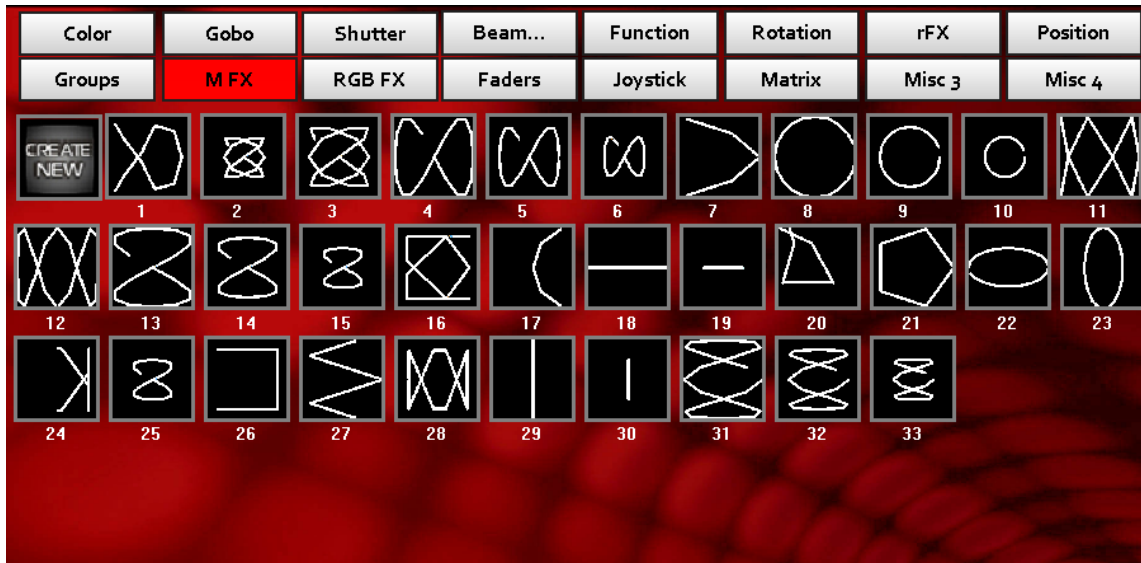 Color Gobo Shutter Beam... Function Rotation rFX Position
Groups M FX RGB FX Faders Joystick Matrix Misc 3 Misc 4
CREATE
NEW
1 2 3 4 5 6 7 8 9 10 11
12 13 14 15 16 17 18 19 20 21 22 23
24 25 26 27 28 29 30 31 32 33